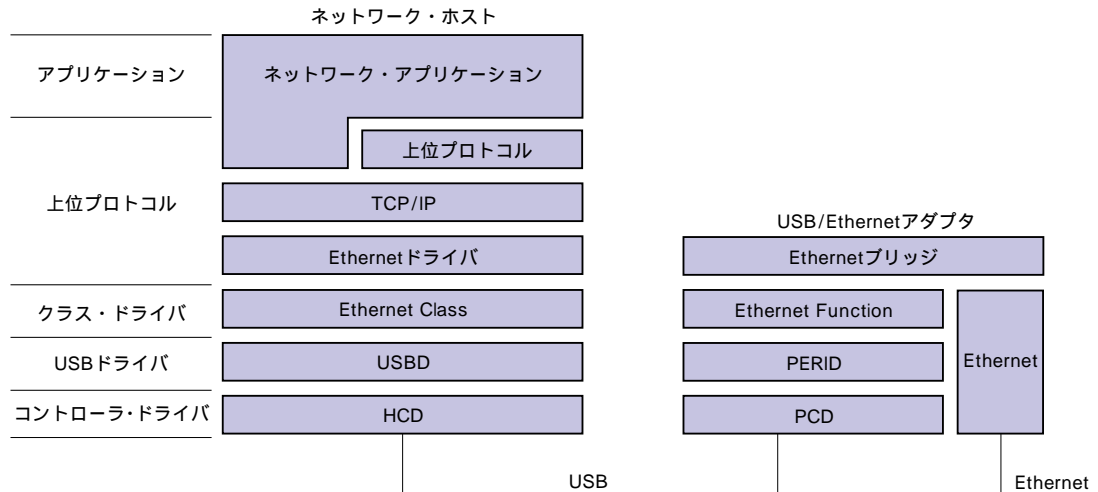 ネットワーク・ホスト
アプリケーション
ネットワーク・アプリケーション
上位プロトコル
上位プロトコル
TCP/IP
Ethernetドライバ
クラス・ドライバ
Ethernet Class
USBドライバ
USBD
コントローラ・ドライバ
HCD
USB/Ethernetアダプタ
Ethernetブリッジ
Ethernet Function
PERID
PCD
Ethernet
USB
Ethernet